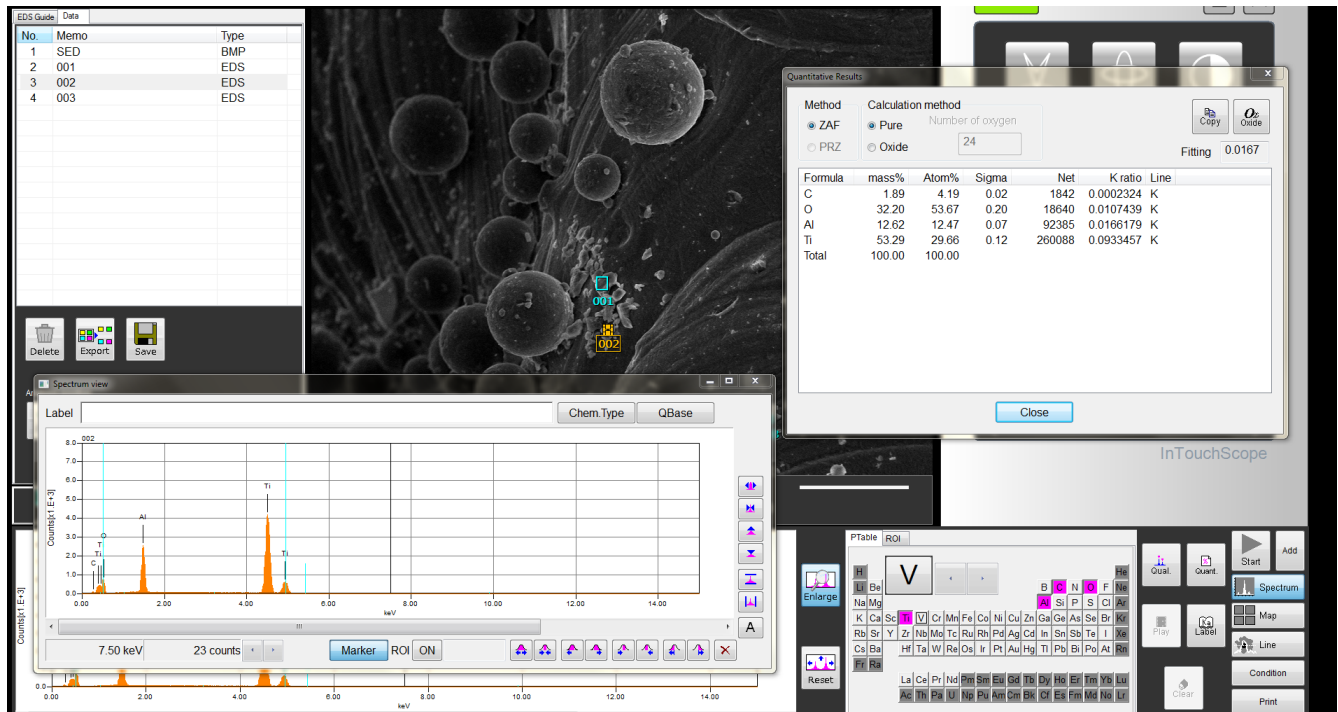 EDS Guide Data
No. Memo Type
1 SED BMP
2 001 EDS
3 002 EDS
4 003 EDS
Delete Export Save
001
002
Quantitative Results x
Method Calculation method
ZAF Pure Number of oxygen
PRZ Oxide 24
Copy O2 Oxide
Fitting 0.0167
Formula mass% Atom% Sigma Net K ratio Line
C 1.89 4.19 0.02 1842 0.0002324 K
O 32.20 53.67 0.20 18640 0.0107439 K
Al 12.62 12.47 0.07 92385 0.0166179 K
Ti 53.29 29.66 0.12 260088 0.0933457 K
Total 100.00 100.00
Close
InTouchScope
Spectrum view x
Label Chem.Type QBase
002
Counts[x1.E+3]
8.0
7.0
6.0
5.0
4.0
3.0
2.0
1.0
0.0
C Ti T O Al Ti Ti
0.00 2.00 4.00 6.00 8.00 10.00 12.00 14.00
keV
A
7.50 keV 23 counts Marker ROI ON
Counts[x1.E+3]
0.0
0.00 2.00 4.00 6.00 8.00 10.00 12.00 14.00
keV
Enlarge
Reset
PTable ROI
V
H He
Li Be B C N O F Ne
Na Mg Al Si P S Cl Ar
K Ca Sc Ti V Cr Mn Fe Co Ni Cu Zn Ga Ge As Se Br Kr
Rb Sr Y Zr Nb Mo Tc Ru Rh Pd Ag Cd In Sn Sb Te I Xe
Cs Ba Hf Ta W Re Os Ir Pt Au Hg Tl Pb Bi Po At Rn
Fr Ra
La Ce Pr Nd Pm Sm Eu Gd Tb Dy Ho Er Tm Yb Lu
Ac Th Pa U Np Pu Am Cm Bk Cf Es Fm Md No Lr
Qual. Quant.
Play Label
Clear
Start Add
Spectrum
Map
Line
Condition
Print